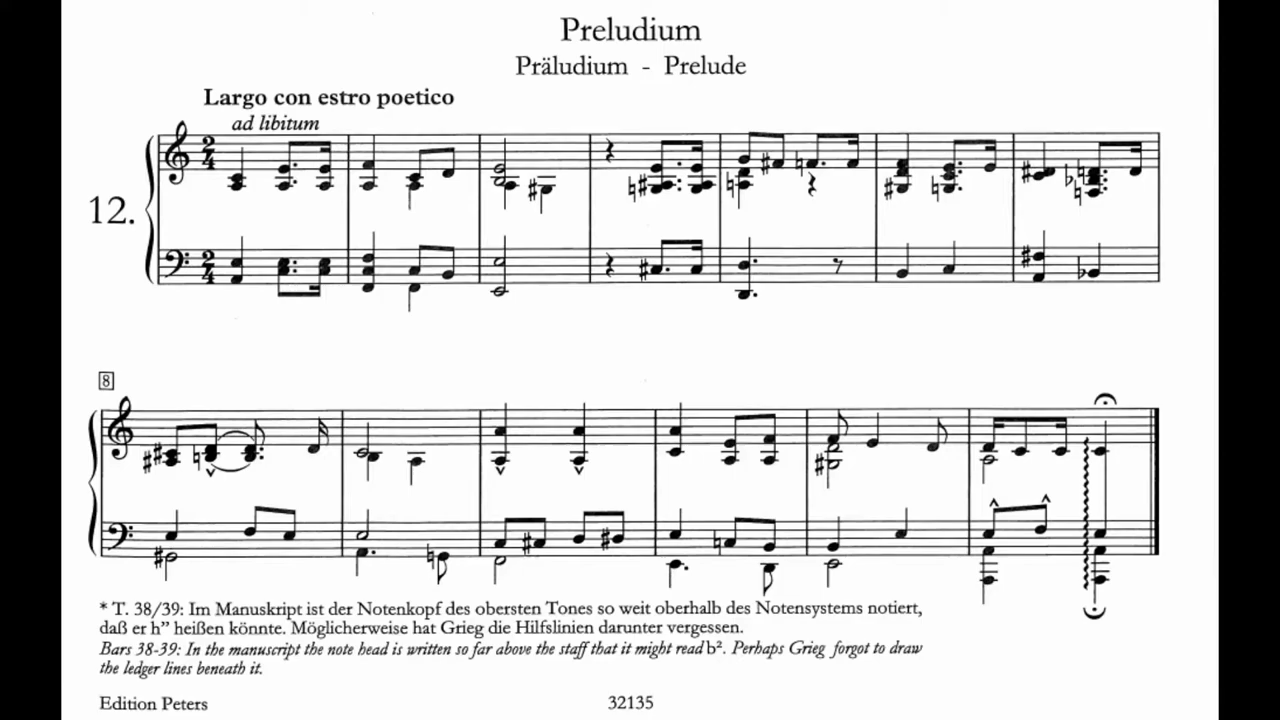 Preludium
Präludium - Prelude
Largo con estro poetico
ad libitum
12.
8
* T. 38/39: Im Manuskript ist der Notenkopf des obersten Tones so weit oberhalb des Notensystems notiert,
daß er h” heißen könnte. Möglicherweise hat Grieg die Hilfslinien darunter vergessen.
Bars 38-39: In the manuscript the note head is written so far above the staff that it might read b². Perhaps Grieg forgot to draw
the ledger lines beneath it.
Edition Peters
32135